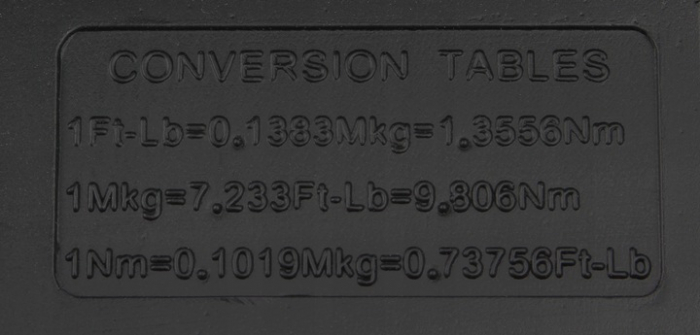 CONVERSION TABLES
1Ft-Lb=0.1383Mkg=1.3556Nm
1Mkg=7.233Ft-Lb=9.806Nm
1Nm=0.1019Mkg=0.73756Ft-Lb